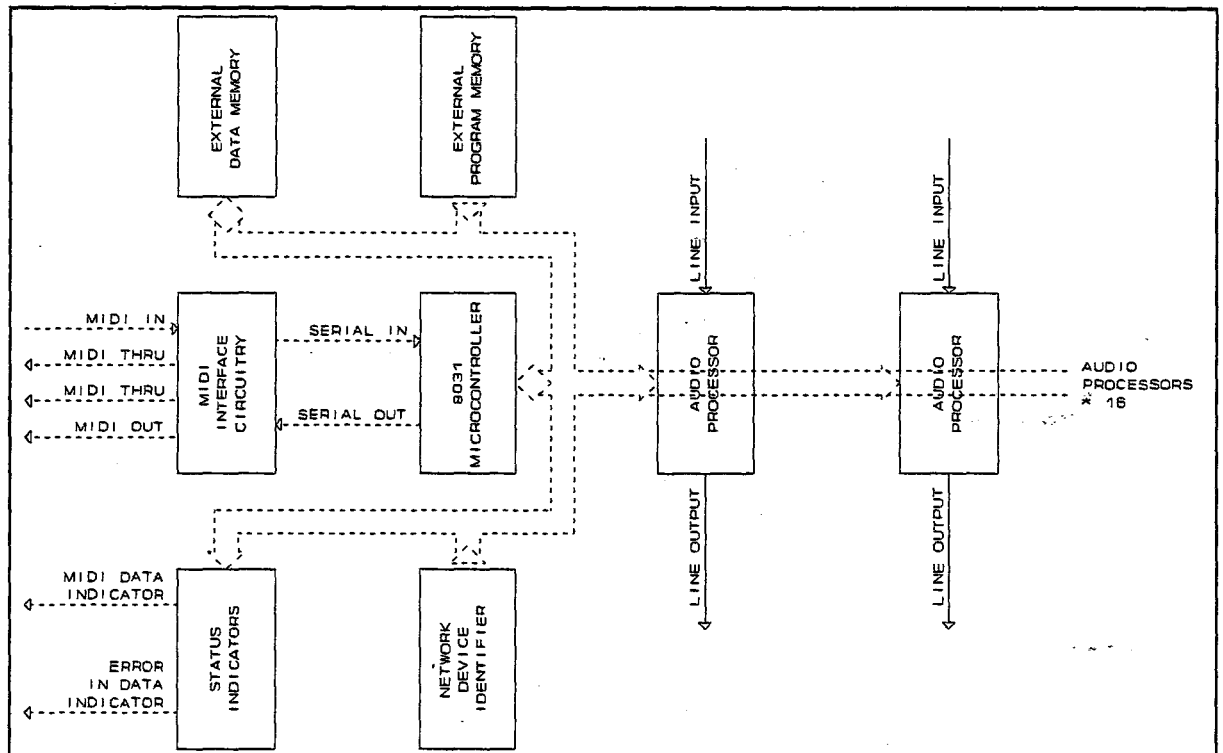 EXTERNAL
DATA MEMORY
EXTERNAL
PROGRAM MEMORY
LINE INPUT
LINE INPUT
MIDI IN
MIDI THRU
MIDI THRU
MIDI OUT
MIDI
INTERFACE
CIRCUITRY
SERIAL IN
SERIAL OUT
8031
MICROCONTROLLER
AUDIO
PROCESSOR
AUDIO
PROCESSOR
AUDIO
PROCESSORS
* 16
LINE OUTPUT
LINE OUTPUT
MIDI DATA
INDICATOR
ERROR
IN DATA
INDICATOR
STATUS
INDICATORS
NETWORK
DEVICE
IDENTIFIER